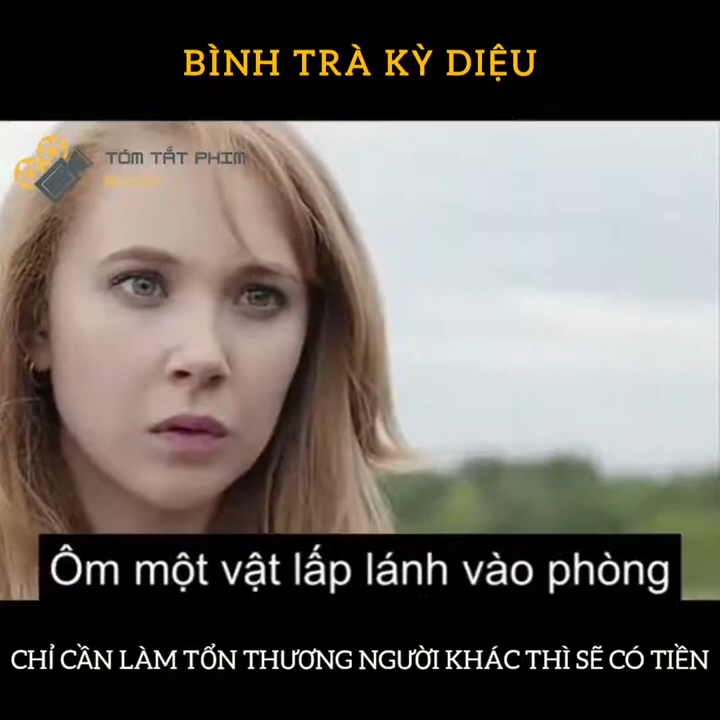 BÌNH TRÀ KỲ DIỆU
TÓM TẮT PHIM
Ôm một vật lấp lánh vào phòng
CHỈ CẦN LÀM TỔN THƯƠNG NGƯỜI KHÁC THÌ SẼ CÓ TIỀN